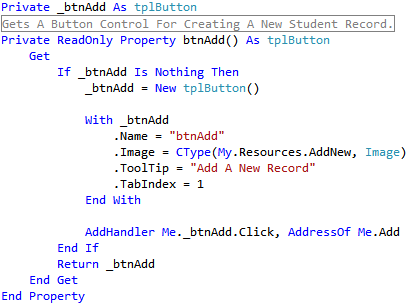 Private _btnAdd As tplButton
Gets A Button Control For Creating A New Student Record.
Private ReadOnly Property btnAdd() As tplButton
    Get
        If _btnAdd Is Nothing Then
            _btnAdd = New tplButton()

            With _btnAdd
                .Name = "btnAdd"
                .Image = CType(My.Resources.AddNew, Image)
                .ToolTip = "Add A New Record"
                .TabIndex = 1
            End With

            AddHandler Me._btnAdd.Click, AddressOf Me.Add
        End If
        Return _btnAdd
    End Get
End Property